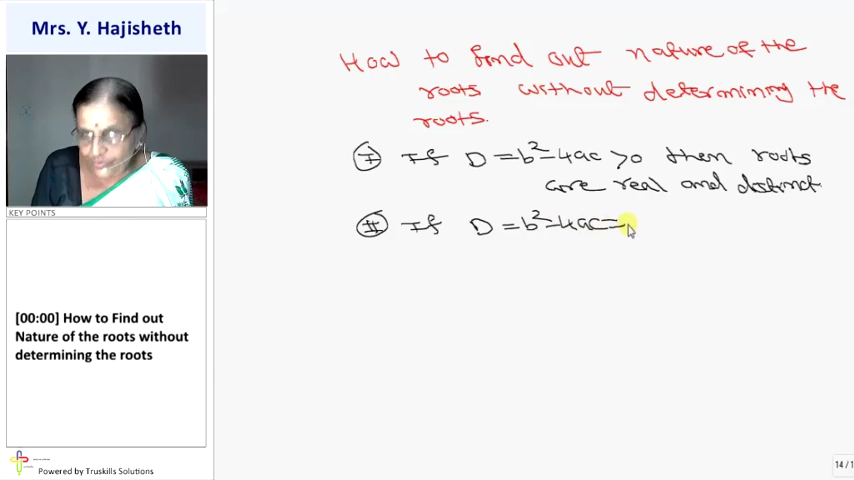 Mrs. Y. Hajisheth
How to find out nature of the
roots without determining the
roots.
I If D = b²-4ac >0 then roots
are real and distinct
II If D = b²-4ac =
KEY POINTS
[00:00] How to Find out
Nature of the roots without
determining the roots
Powered by Truskills Solutions
14/1